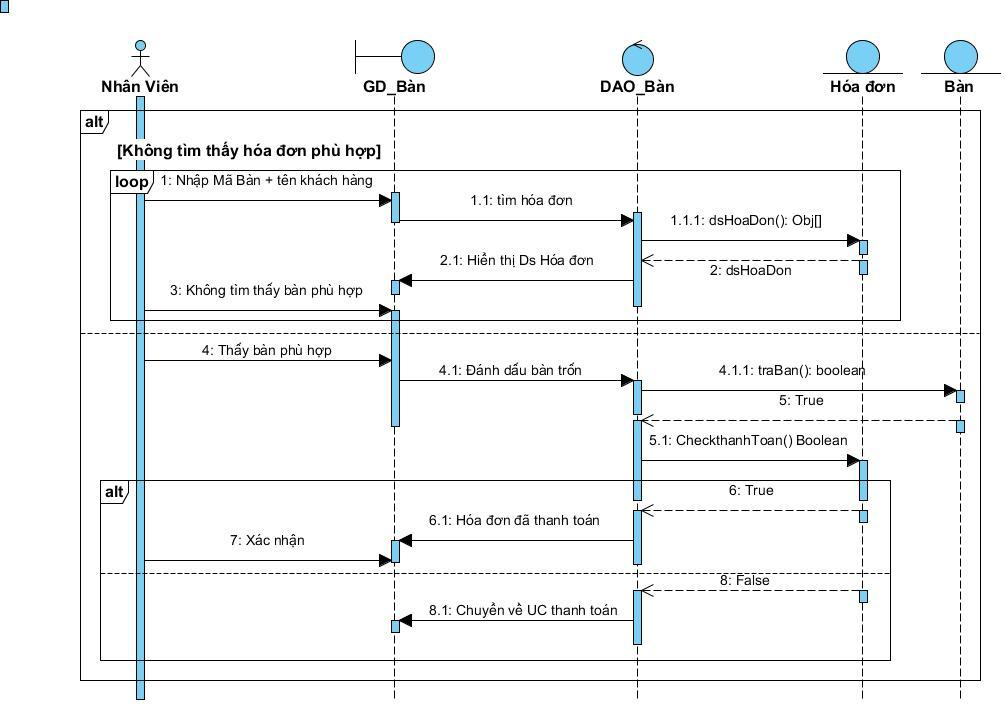 Nhân Viên
GD_Bàn
DAO_Bàn
Hóa đơn
Bàn
alt
[Không tìm thấy hóa đơn phù hợp]
loop
1: Nhập Mã Bàn + tên khách hàng
1.1: tìm hóa đơn
1.1.1: dsHoaDon(): Obj[]
2.1: Hiển thị Ds Hóa đơn
2: dsHoaDon
3: Không tìm thấy bàn phù hợp
4: Thấy bàn phù hợp
4.1: Đánh dấu bàn trốn
4.1.1: traBan(): boolean
5: True
5.1: CheckthanhToan() Boolean
alt
6: True
6.1: Hóa đơn đã thanh toán
7: Xác nhận
8: False
8.1: Chuyển về UC thanh toán